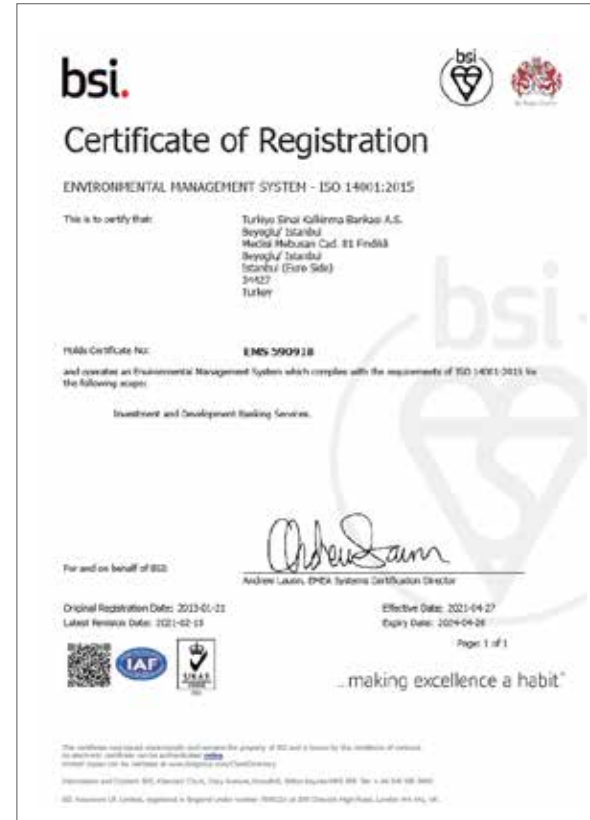 bsi.
bsi
Certificate of Registration
ENVIRONMENTAL MANAGEMENT SYSTEM - ISO 14001:2015
This is to certify that:
Turkiye Sinai Kalkinma Bankasi A.S.
Beyoglu/ Istanbul
Meclisi Mebusan Cad. 81 Findikli
Beyoglu/ Istanbul
Istanbul (Euro Side)
34427
Turkey
Holds Certificate No:
EMS 590918
and operates an Environmental Management System which complies with the requirements of ISO 14001:2015 for
the following scope:
Investment and Development Banking Services.
bsi.
For and on behalf of BSI:
Andrew Launn, EMEA Systems Certification Director
Original Registration Date: 2013-01-21
Effective Date: 2021-04-27
Latest Revision Date: 2021-02-15
Expiry Date: 2024-04-26
Page: 1 of 1
IAF
UKAS
...making excellence a habit"